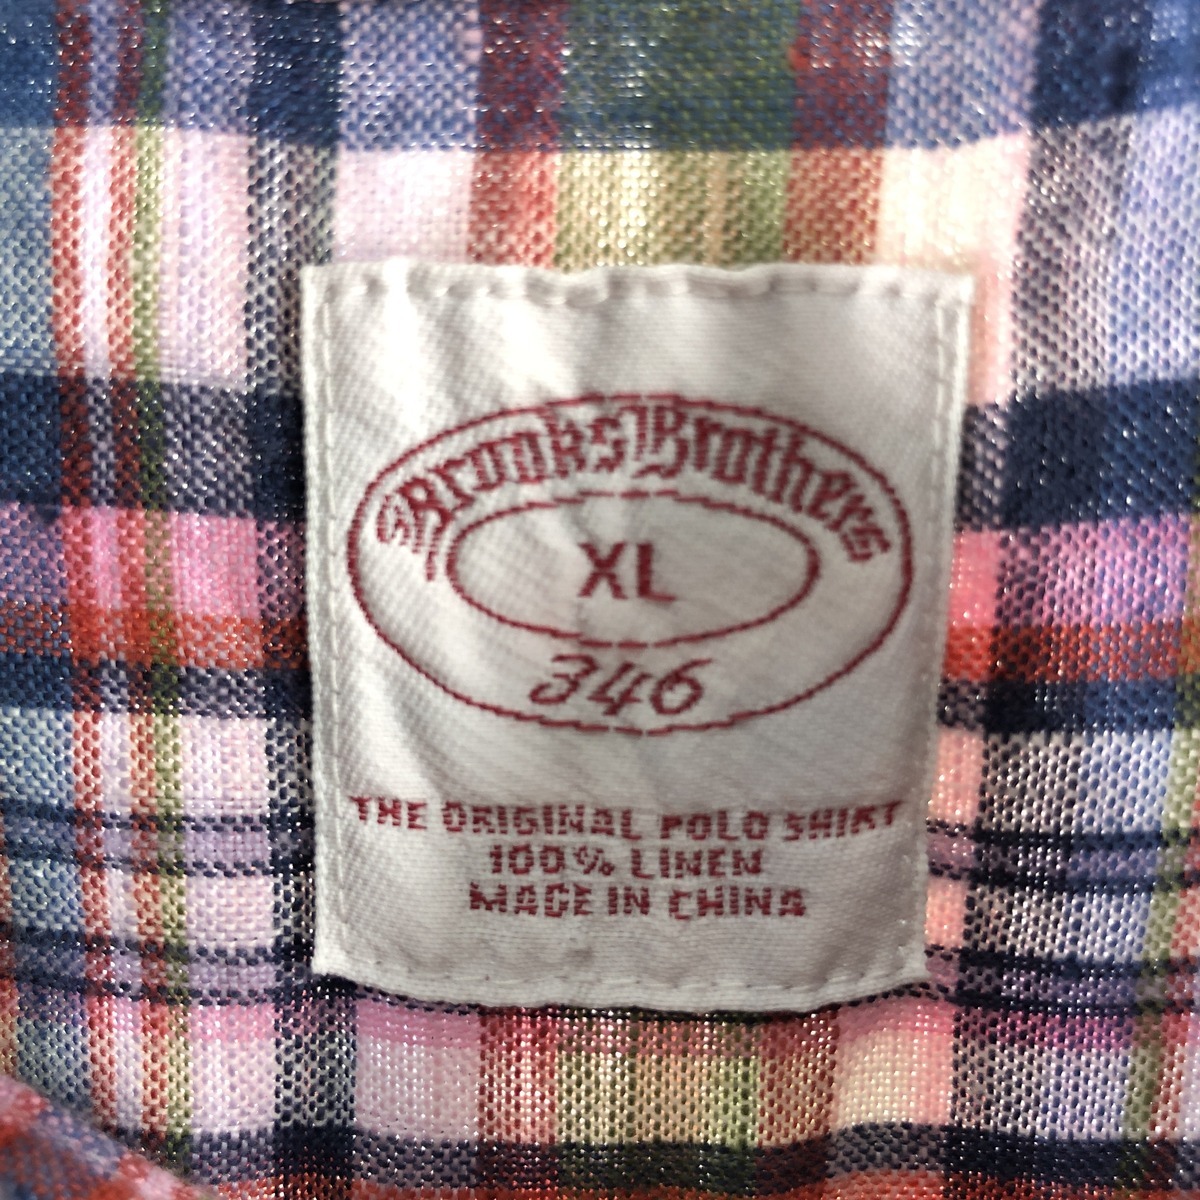 Brooks Brothers
XL
346
THE ORIGINAL POLO SHIRT
100% LINEN
MADE IN CHINA